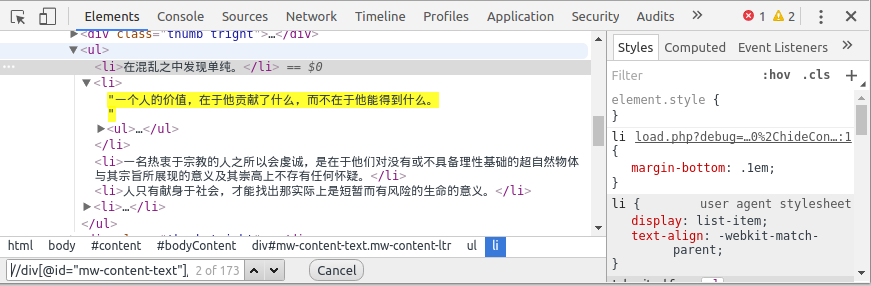 Elements Console Sources Network Timeline Profiles Application Security Audits » 1 2
<div class="thumb tright">…</div>
<ul>
<li>在混乱之中发现单纯。</li> == $0
<li>
"一个人的价值，在于他贡献了什么，而不在于他能得到什么。
"
<ul>…</ul>
</li>
<li>一名热衷于宗教的人之所以会虔诚，是在于他们对没有或不具备理性基础的超自然物体
与其宗旨所展现的意义及其崇高上不存有任何怀疑。</li>
<li>人只有献身于社会，才能找出那实际上是短暂而有风险的生命的意义。</li>
<li>…</li>
</ul>
html body #content #bodyContent div#mw-content-text.mw-content-ltr ul li
//div[@id="mw-content-text"] 2 of 173 Cancel
Styles Computed Event Listeners »
Filter :hov .cls +
element.style {
}
li load.php?debug=…0%2ChideCon…:1
{
margin-bottom: .1em;
}
li { user agent stylesheet
display: list-item;
text-align: -webkit-match-
parent;
}